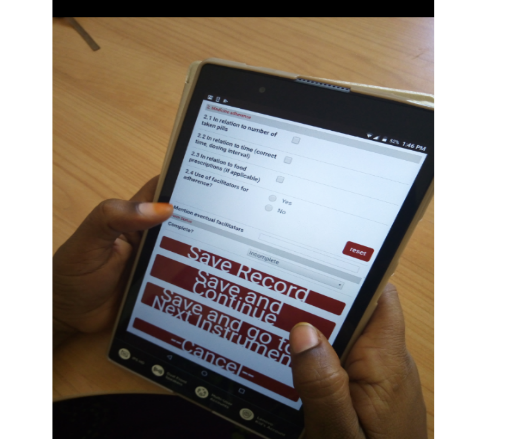 52% 1:46 PM
2.1 In relation to number of
taken pills
2.2 In relation to time (correct
time, dosing interval)
2.3 In relation to food
prescriptions (if applicable)
2.4 Use of facilitators for
adherence?
Yes
No
reset
Mention eventual facilitators
Complete?
Incomplete
Save Record
Save and
Continue
Save and go to
Next Instrument
-- Cancel --